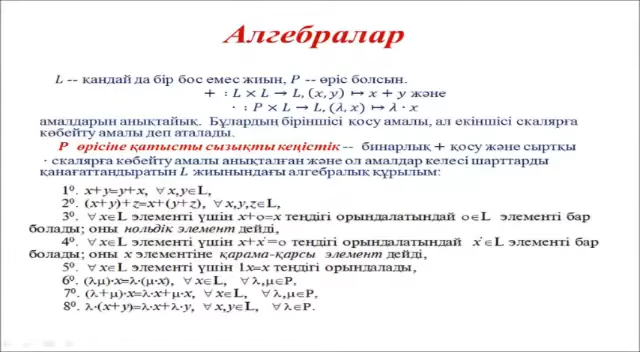 Алгебралар
L -- қандай да бір бос емес жиын, P -- өріс болсын.
+ : L × L → L, (x, y) ↦ x + y және
· : P × L → L, (λ, x) ↦ λ · x
амалдарын анықтайық. Бұлардың біріншісі қосу амалы, ал екіншісі скалярға
көбейту амалы деп аталады.
P өрісіне қатысты сызықты кеңістік -- бинарлық + қосу және сыртқы
· скалярға көбейту амалы анықталған және ол амалдар келесі шарттарды
қанағаттандыратын L жиынындағы алгебралық құрылым:
1⁰. x+y=y+x, ∀x,y∈L,
2⁰. (x+y)+z=x+(y+z), ∀x,y,z∈L,
3⁰. ∀x∈L элементі үшін x+o=x теңдігі орындалатындай o∈L элементі бар
болады; оны нольдік элемент дейді,
4⁰. ∀x∈L элементі үшін x+x'=o теңдігі орындалатындай x'∈L элементі бар
болады; оны x элементіне қарама-қарсы элемент дейді,
5⁰. ∀x∈L элементі үшін 1x=x теңдігі орындалады,
6⁰. (λμ)·x=λ·(μ·x), ∀x∈L, ∀λ,μ∈P,
7⁰. (λ+μ)·x=λ·x+μ·x, ∀x∈L, ∀λ,μ∈P,
8⁰. λ·(x+y)=λ·x+λ·y, ∀x,y∈L, ∀λ∈P.